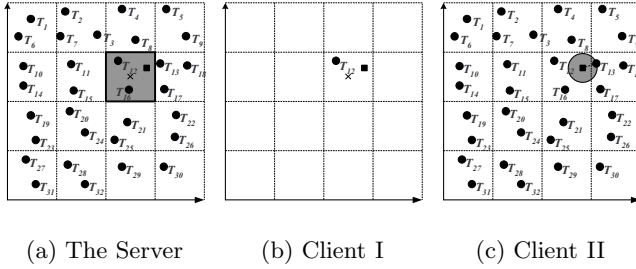 T1 T2 T4 T5
T6 T7 T3 T8 T9
T10 T11 T12 T13 T18
T14 T15 T16 T17
T19 T20 T21 T22
T23 T24 T25 T26
T27 T28 T29 T30
T31 T32
T12
T1 T2 T4 T5
T6 T7 T3 T8 T9
T10 T11 T12 T13 T18
T14 T15 T16 T17
T19 T20 T21 T22
T23 T24 T25 T26
T27 T28 T29 T30
T31 T32
(a) The Server (b) Client I (c) Client II